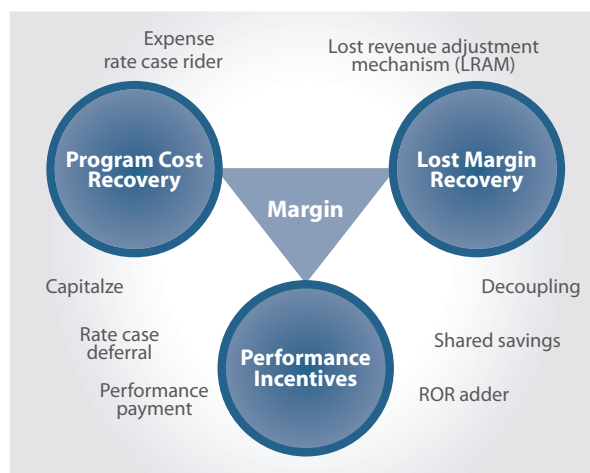 Expense
rate case rider
Lost revenue adjustment
mechanism (LRAM)
Program Cost
Recovery
Lost Margin
Recovery
Margin
Capitalze
Decoupling
Rate case
deferral
Shared savings
Performance
Incentives
Performance
payment
ROR adder